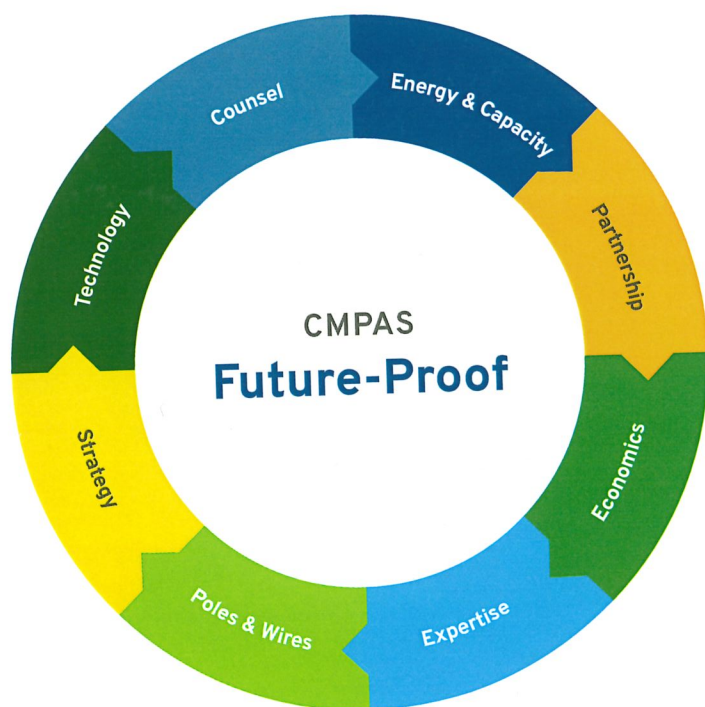 CMPAS
Future-Proof
Energy & Capacity
Partnership
Economics
Expertise
Poles & Wires
Strategy
Technology
Counsel